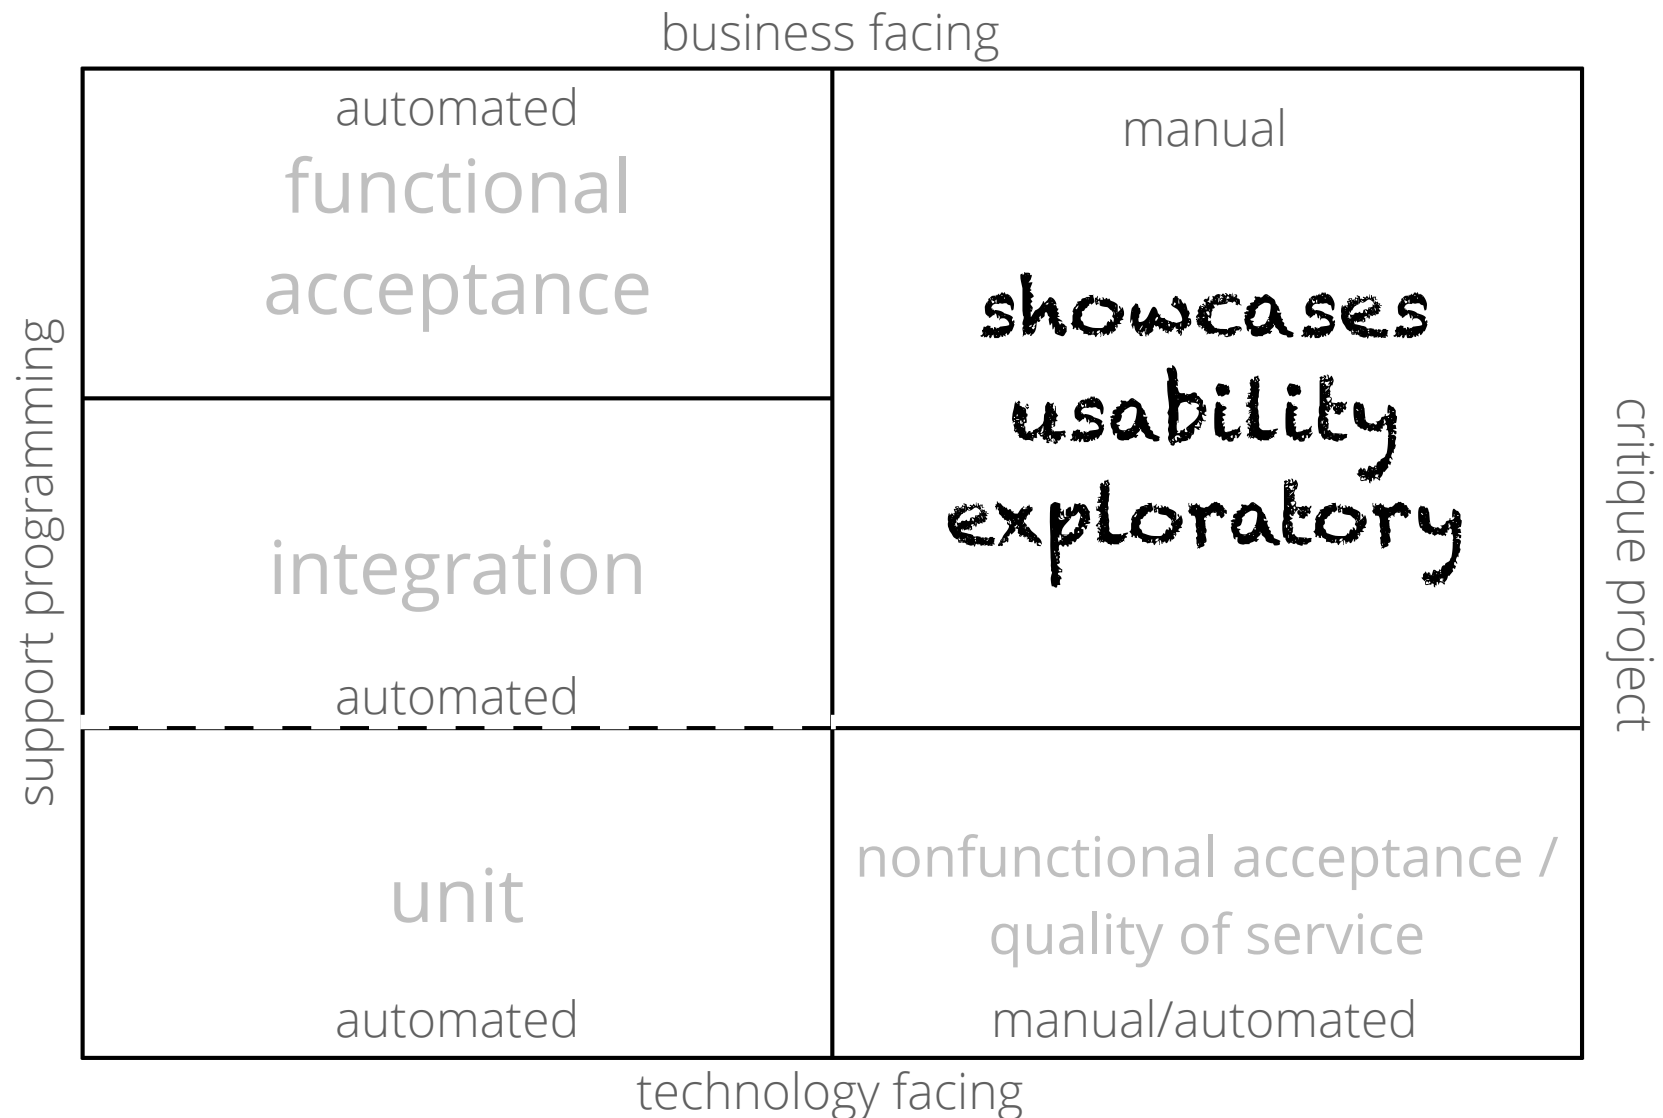 business facing
automated
functional
acceptance
manual
showcases
usability
exploratory
support programming
critique project
integration
automated
unit
automated
nonfunctional acceptance /
quality of service
manual/automated
technology facing